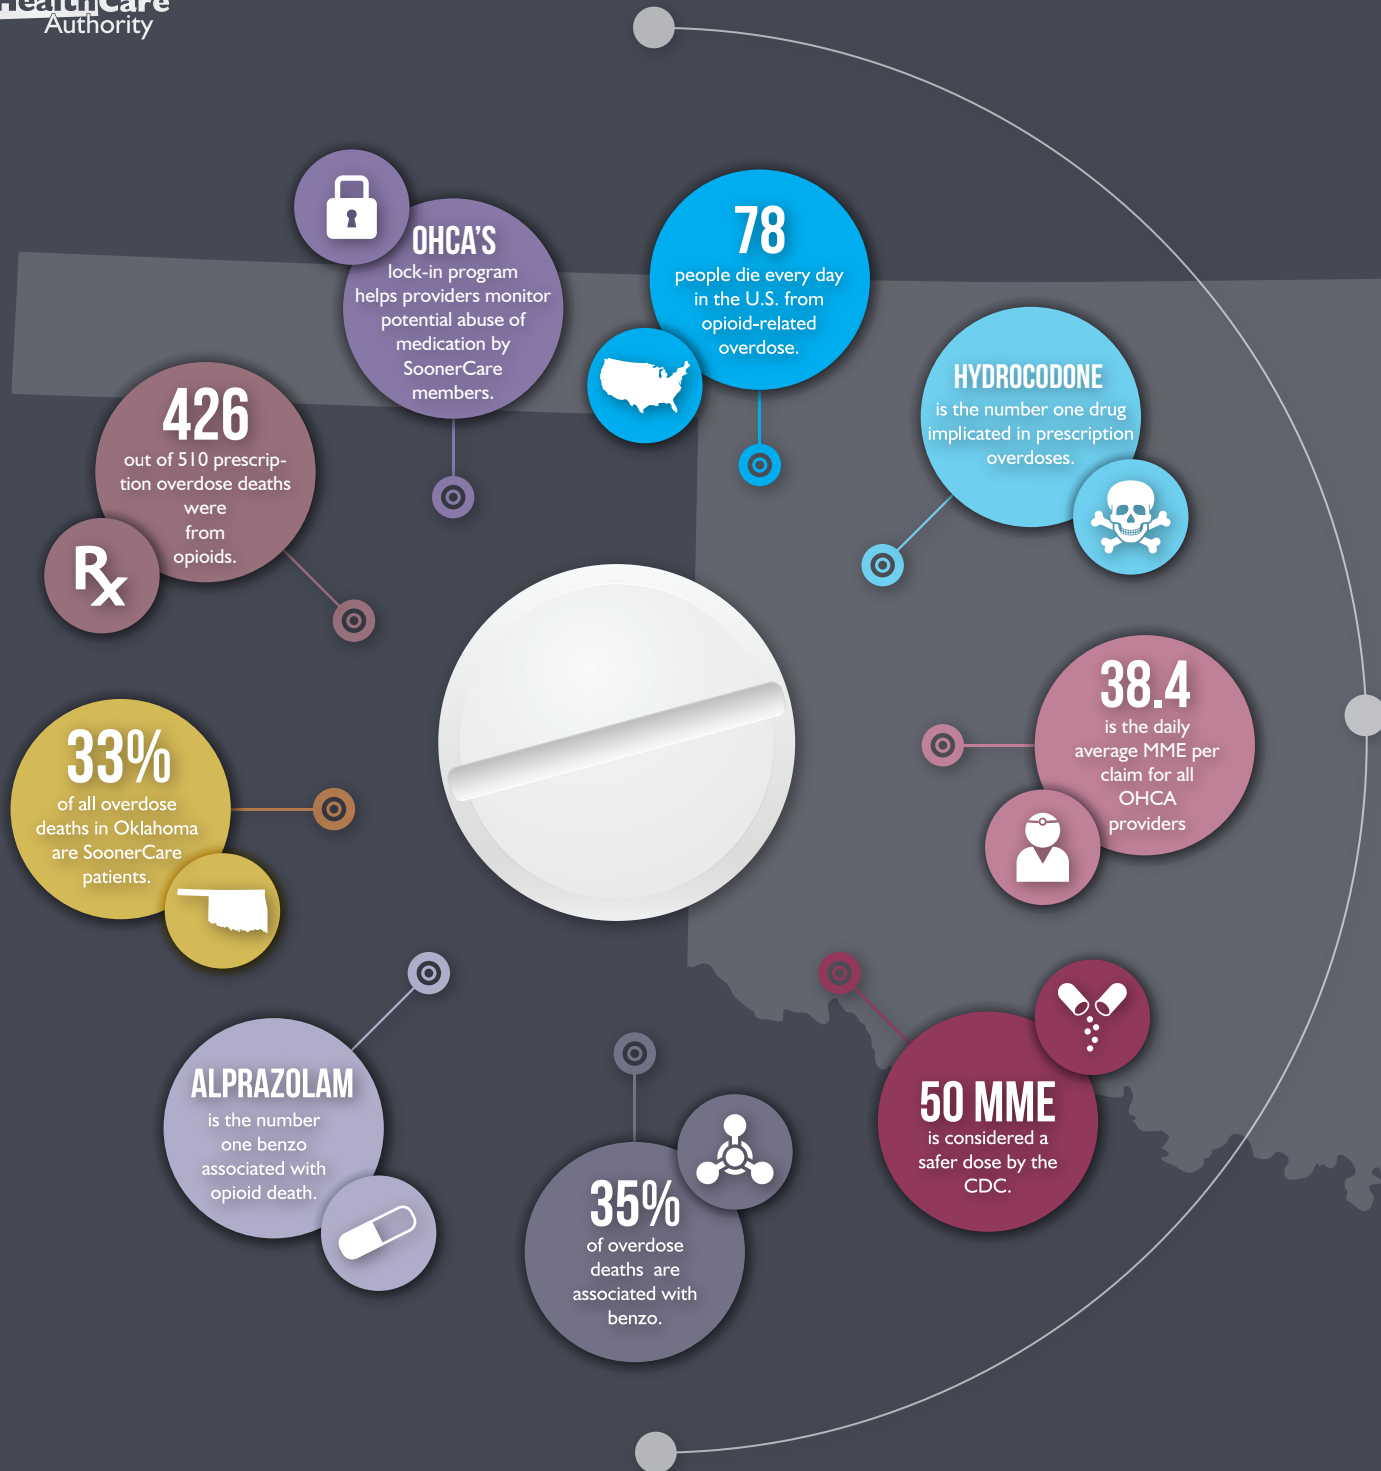 HealthCare
Authority
OHCA'S
lock-in program
helps providers monitor
potential abuse of
medication by
SoonerCare
members.
78
people die every day
in the U.S. from
opioid-related
overdose.
HYDROCODONE
is the number one drug
implicated in prescription
overdoses.
426
out of 510 prescrip-
tion overdose deaths
were
from
opioids.
Rx
38.4
is the daily
average MME per
claim for all
OHCA
providers
33%
of all overdose
deaths in Oklahoma
are SoonerCare
patients.
ALPRAZOLAM
is the number
one benzo
associated with
opioid death.
35%
of overdose
deaths are
associated with
benzo.
50 MME
is considered a
safer dose by the
CDC.